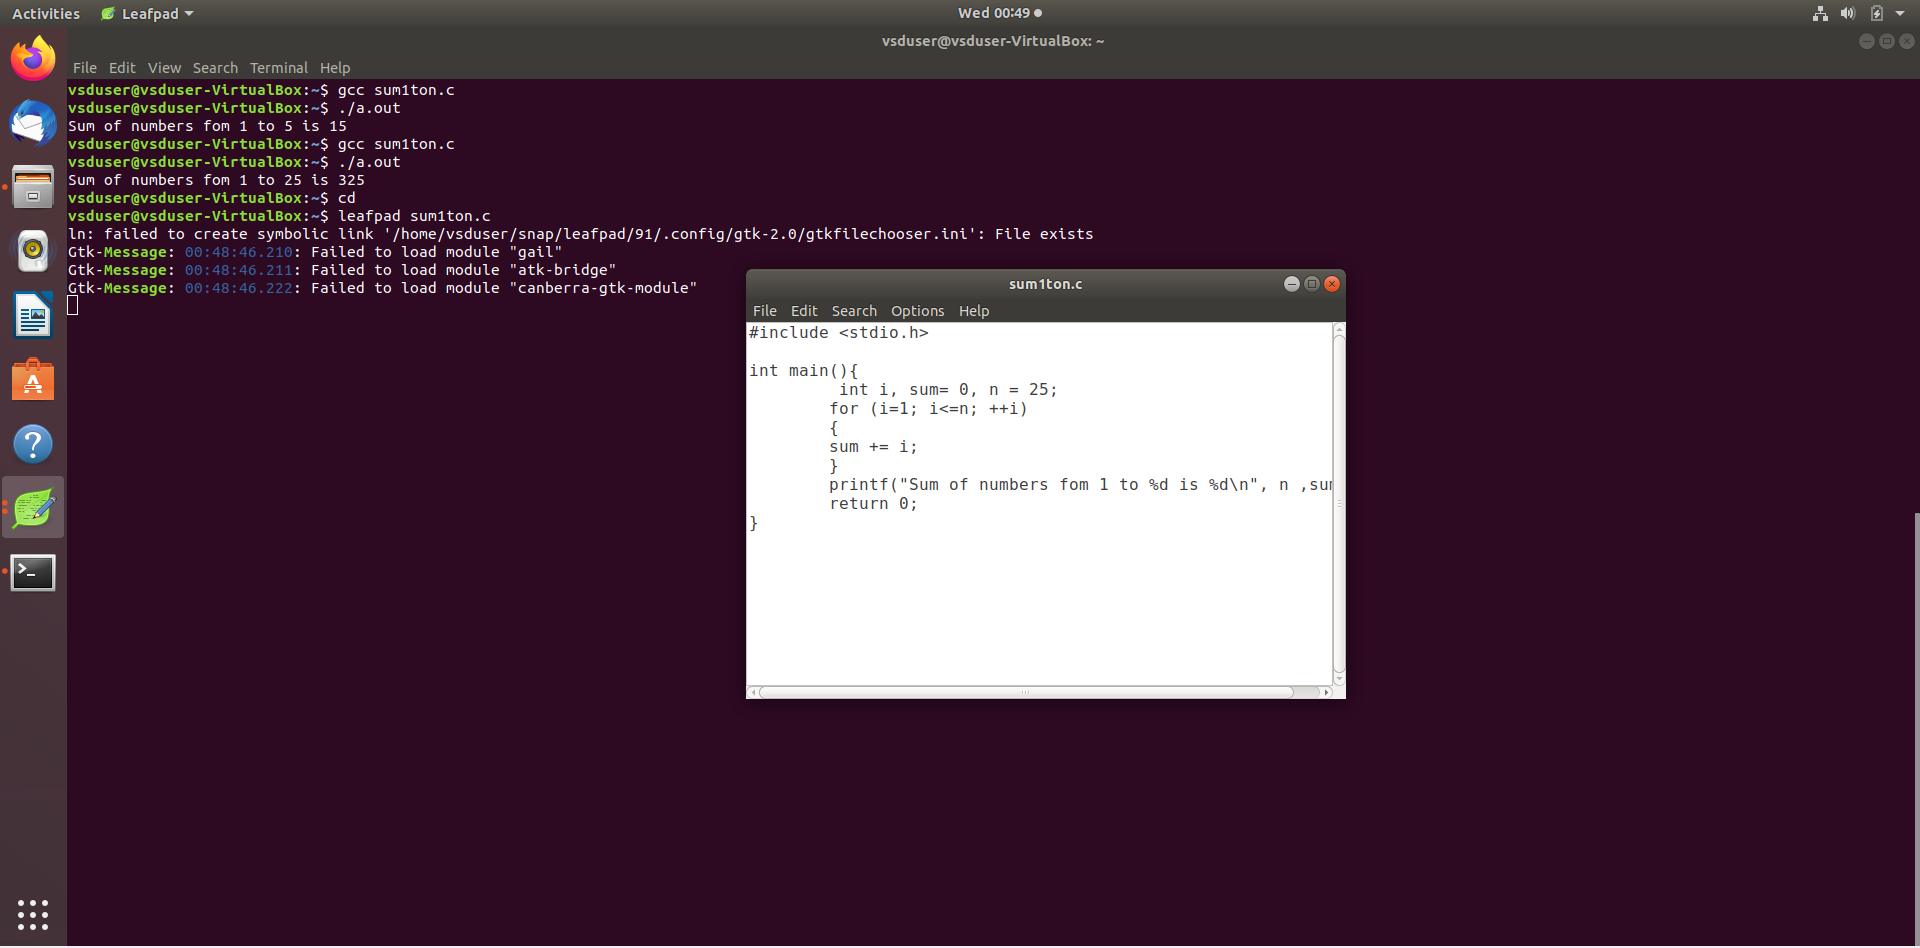 Activities Leafpad Wed 00:49
vsduser@vsduser-VirtualBox: ~
File Edit View Search Terminal Help
vsduser@vsduser-VirtualBox:~$ gcc sum1ton.c
vsduser@vsduser-VirtualBox:~$ ./a.out
Sum of numbers fom 1 to 5 is 15
vsduser@vsduser-VirtualBox:~$ gcc sum1ton.c
vsduser@vsduser-VirtualBox:~$ ./a.out
Sum of numbers fom 1 to 25 is 325
vsduser@vsduser-VirtualBox:~$ cd
vsduser@vsduser-VirtualBox:~$ leafpad sum1ton.c
ln: failed to create symbolic link '/home/vsduser/snap/leafpad/91/.config/gtk-2.0/gtkfilechooser.ini': File exists
Gtk-Message: 00:48:46.210: Failed to load module "gail"
Gtk-Message: 00:48:46.211: Failed to load module "atk-bridge"
Gtk-Message: 00:48:46.222: Failed to load module "canberra-gtk-module"
sum1ton.c
File Edit Search Options Help
#include <stdio.h>
int main(){
int i, sum= 0, n = 25;
for (i=1; i<=n; ++i)
{
sum += i;
}
printf("Sum of numbers fom 1 to %d is %d\n", n ,sum
return 0;
}